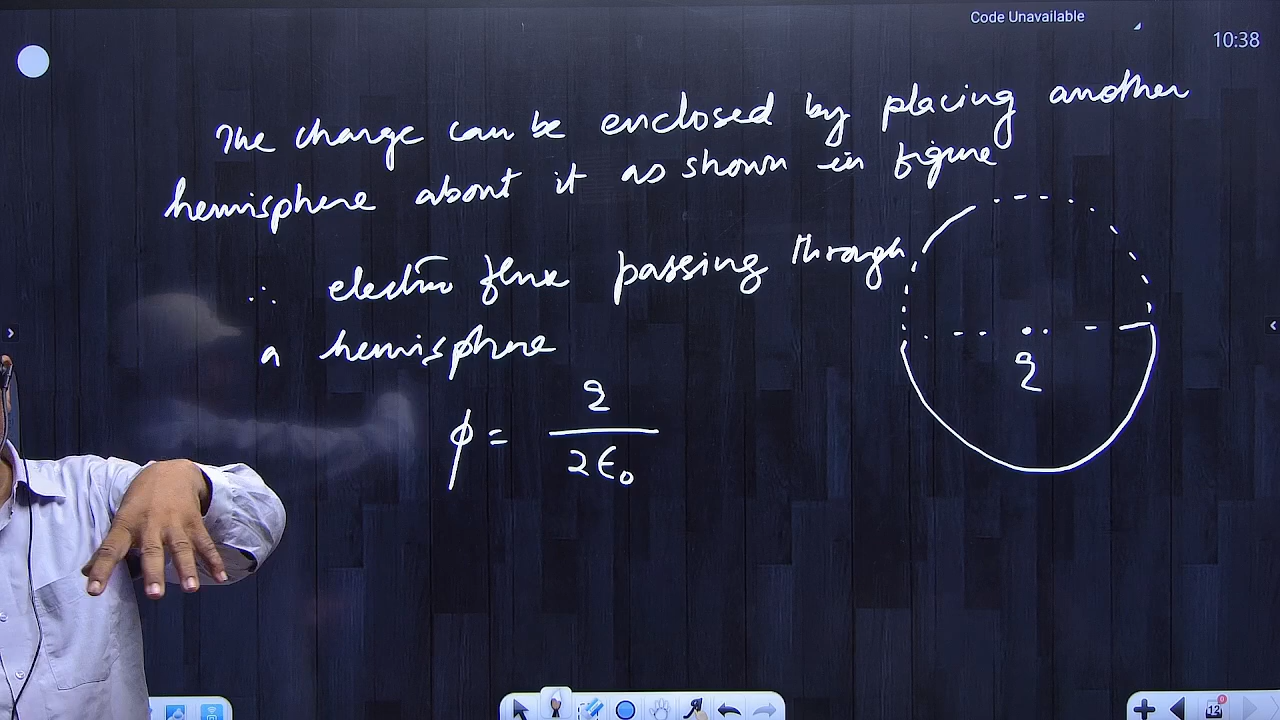 Code Unavailable
10:38
The charge can be enclosed by placing another
hemisphere about it as shown in figure
∴ electric flux passing through
a hemisphere
q
ϕ = q / 2ϵ₀
12